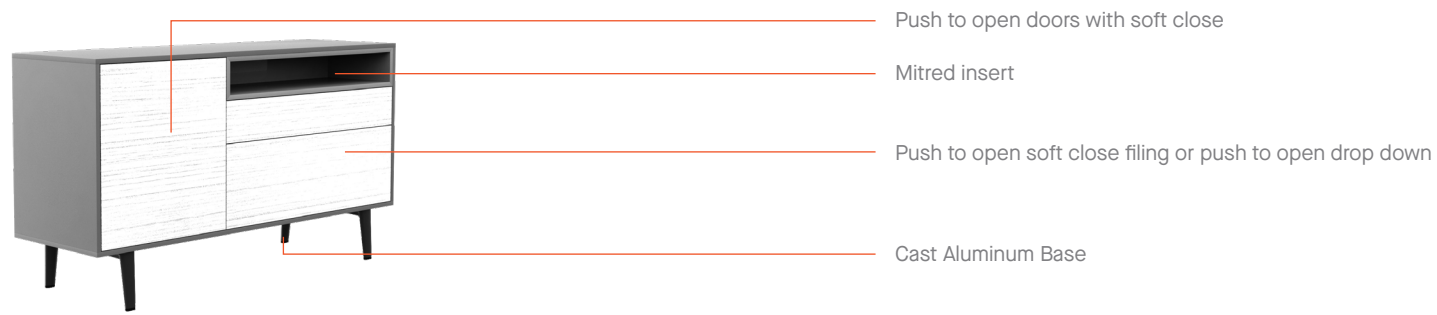 Push to open doors with soft close
Mitred insert
Push to open soft close filing or push to open drop down
Cast Aluminum Base